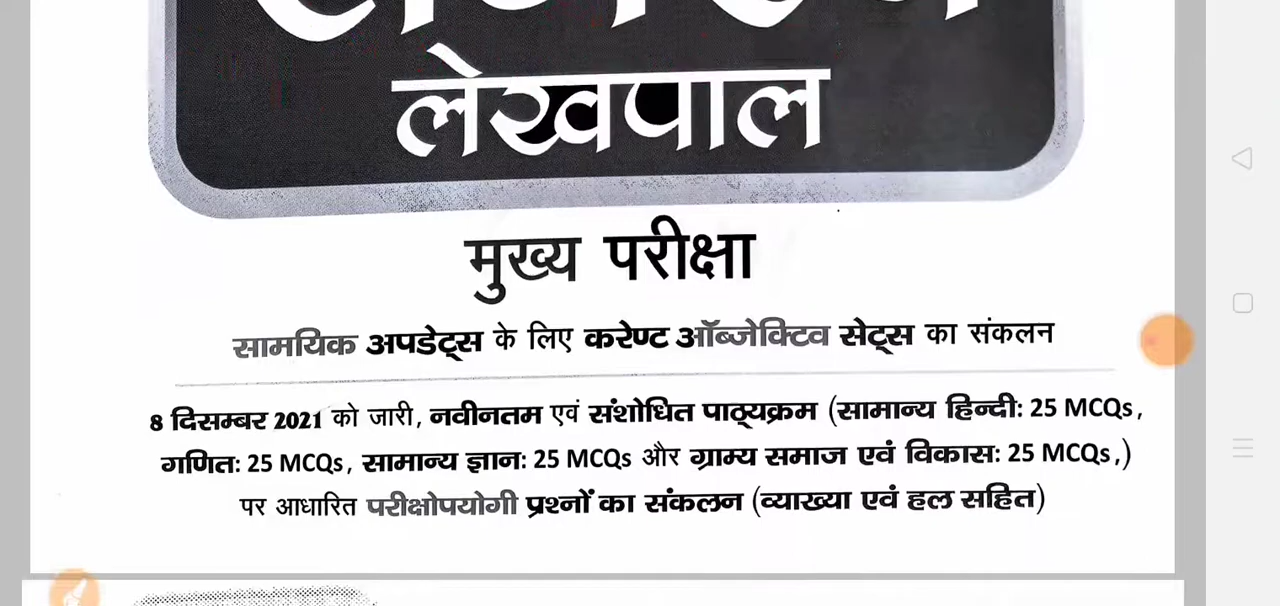 लेखपाल
मुख्य परीक्षा
सामयिक अपडेट्स के लिए करेण्ट ऑब्जेक्टिव सेट्स का संकलन
8 दिसम्बर 2021 को जारी, नवीनतम एवं संशोधित पाठ्यक्रम (सामान्य हिन्दी: 25 MCQs,
गणित: 25 MCQs, सामान्य ज्ञान: 25 MCQs और ग्राम्य समाज एवं विकास: 25 MCQs,)
पर आधारित परीक्षोपयोगी प्रश्नों का संकलन (व्याख्या एवं हल सहित)